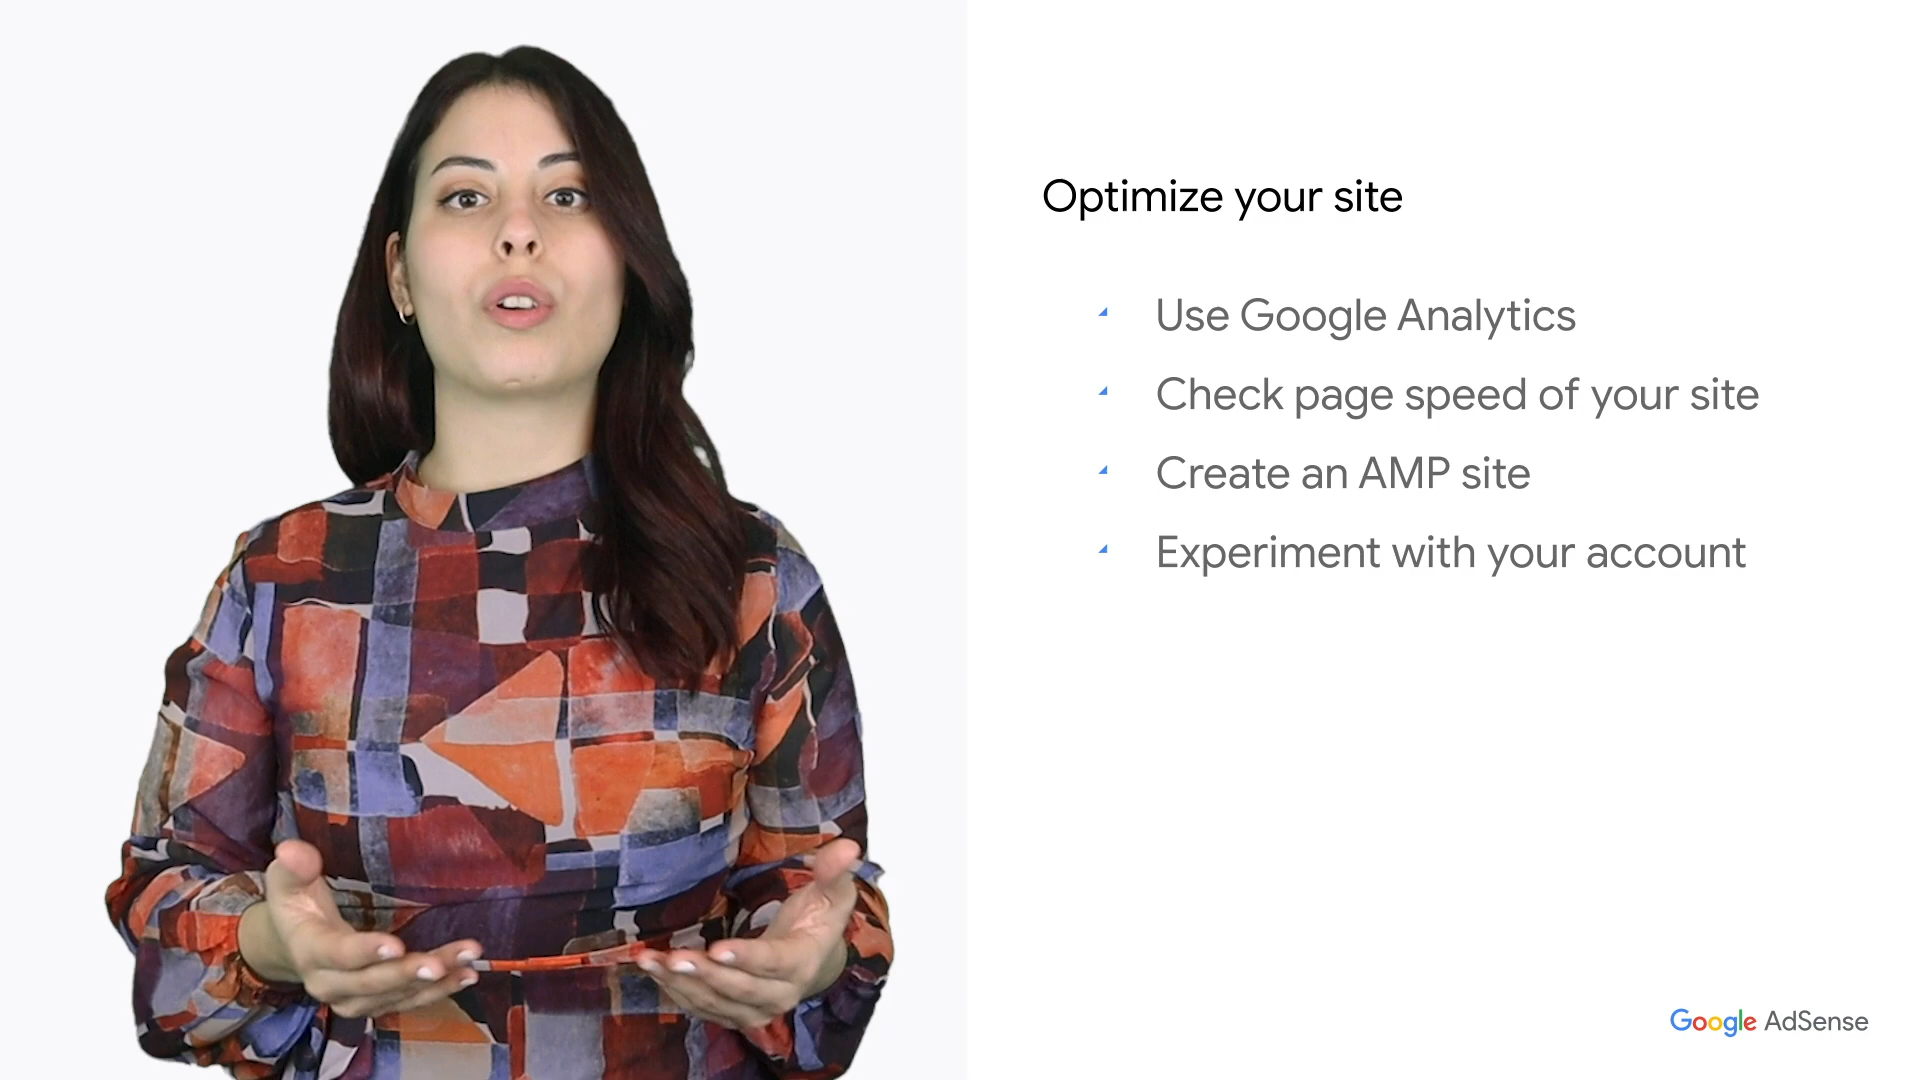 Optimize your site
Use Google Analytics
Check page speed of your site
Create an AMP site
Experiment with your account
Google AdSense